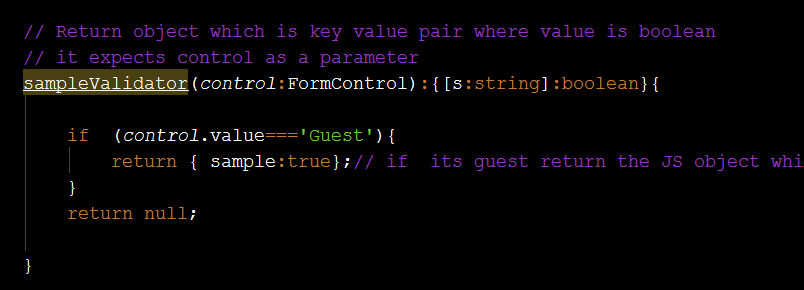 // Return object which is key value pair where value is boolean
// it expects control as a parameter
sampleValidator(control:FormControl):{[s:string]:boolean}{
if (control.value==='Guest'){
return { sample:true};// if its guest return the JS object whi
}
return null;
}